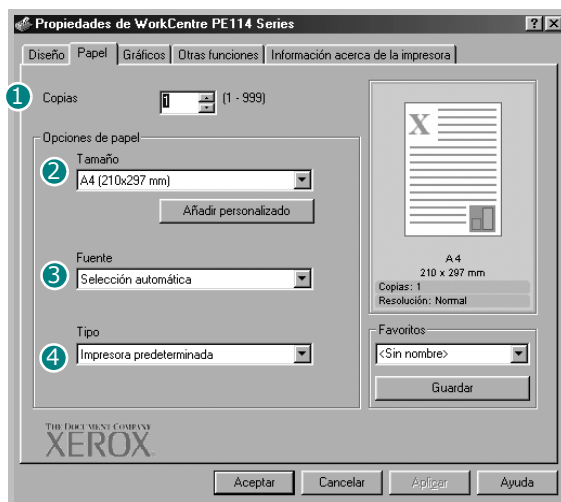 Propiedades de WorkCentre PE114 Series
Diseño Papel Gráficos Otras funciones Información acerca de la impresora
1 Copias 1 (1 - 999)
Opciones de papel
2 Tamaño
A4 (210x297 mm)
Añadir personalizado
3 Fuente
Selección automática
4 Tipo
Impresora predeterminada
X
A4
210 x 297 mm
Copias: 1
Resolución: Normal
Favoritos
<Sin nombre>
Guardar
THE DOCUMENT COMPANY
XEROX
Aceptar Cancelar Aplicar Ayuda